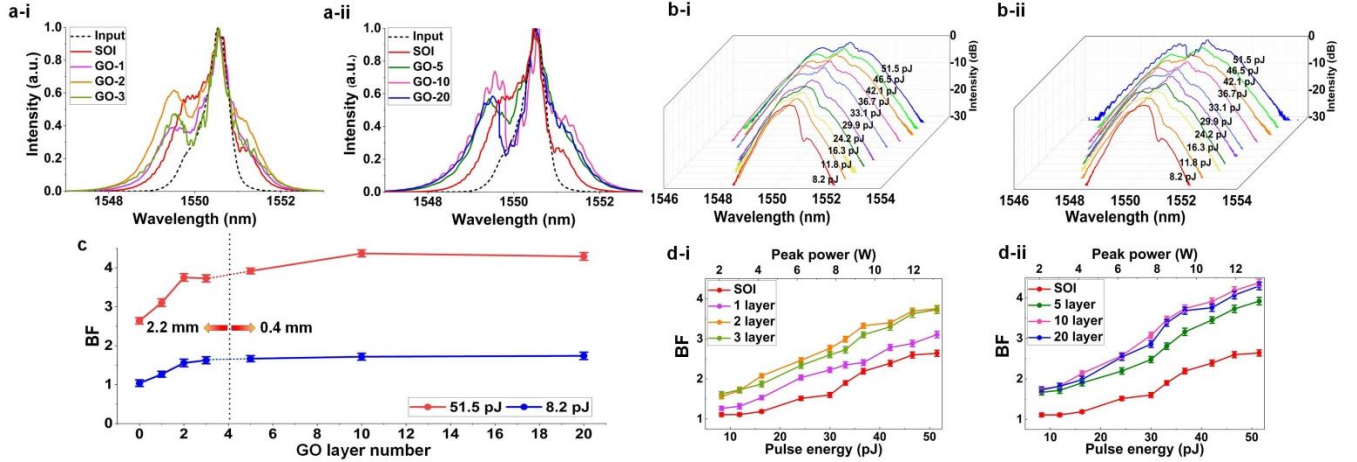 a-i
Intensity (a.u.)
1.0
0.8
0.6
0.4
0.2
0.0
Input
SOI
GO-1
GO-2
GO-3
1548 1550 1552
Wavelength (nm)
a-ii
Intensity (a.u.)
1.0
0.8
0.6
0.4
0.2
0.0
Input
SOI
GO-5
GO-10
GO-20
1548 1550 1552
Wavelength (nm)
b-i
0
-10
-20
-30
Intensity (dB)
51.5 pJ
46.5 pJ
42.1 pJ
36.7 pJ
33.1 pJ
29.9 pJ
24.2 pJ
16.3 pJ
11.8 pJ
8.2 pJ
1546 1548 1550 1552 1554
Wavelength (nm)
b-ii
0
-10
-20
-30
Intensity (dB)
51.5 pJ
46.5 pJ
42.1 pJ
36.7 pJ
33.1 pJ
29.9 pJ
24.2 pJ
16.3 pJ
11.8 pJ
8.2 pJ
1546 1548 1550 1552 1554
Wavelength (nm)
c
BF
4
3
2
1
0
2.2 mm 0.4 mm
51.5 pJ 8.2 pJ
0 2 4 6 8 10 12 14 16 18 20
GO layer number
d-i
Peak power (W)
2 4 6 8 10 12
SOI
1 layer
2 layer
3 layer
BF
4
3
2
1
10 20 30 40 50
Pulse energy (pJ)
d-ii
Peak power (W)
2 4 6 8 10 12
SOI
5 layer
10 layer
20 layer
BF
4
3
2
1
10 20 30 40 50
Pulse energy (pJ)